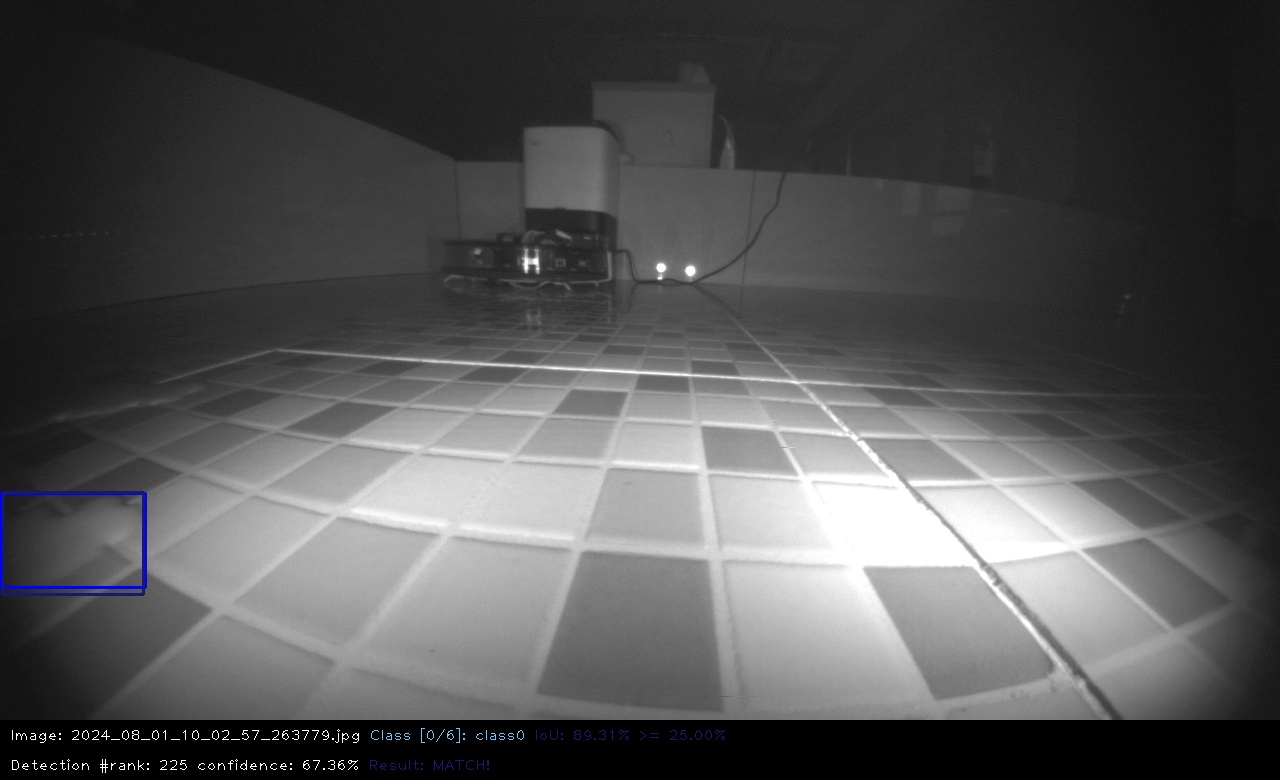 Image: 2024_08_01_10_02_57_263779.jpg Class [0/6]: class0 IoU: 89.31% >= 25.00%
Detection #rank: 225 confidence: 67.36% Result: MATCH!